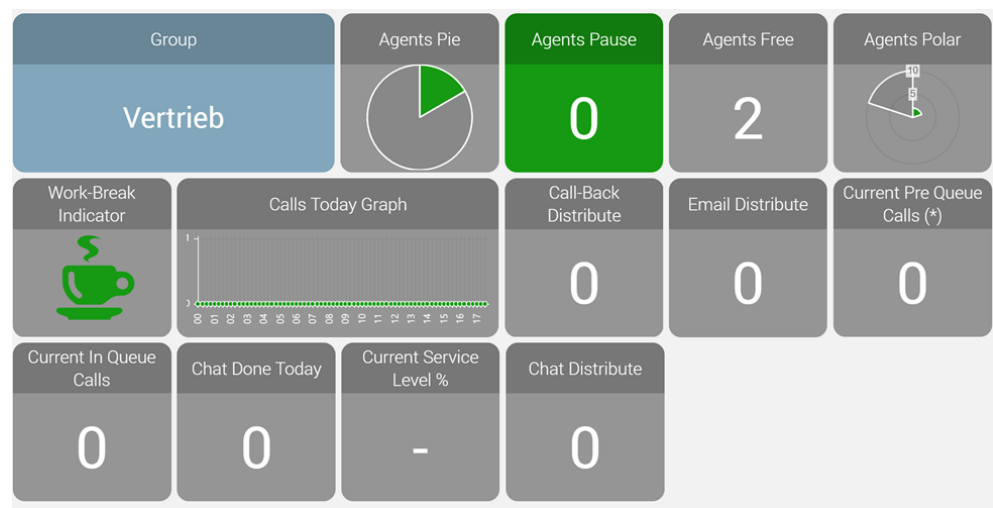 Group
Agents Pie
Agents Pause
Agents Free
Agents Polar
Vertrieb
0
2
10
5
Work-Break
Indicator
Calls Today Graph
Call-Back
Distribute
Email Distribute
Current Pre Queue
Calls (*)
1
0
00 01 02 03 04 05 06 07 08 09 10 11 12 13 14 15 16 17
0
0
0
Current In Queue
Calls
Chat Done Today
Current Service
Level %
Chat Distribute
0
0
-
0